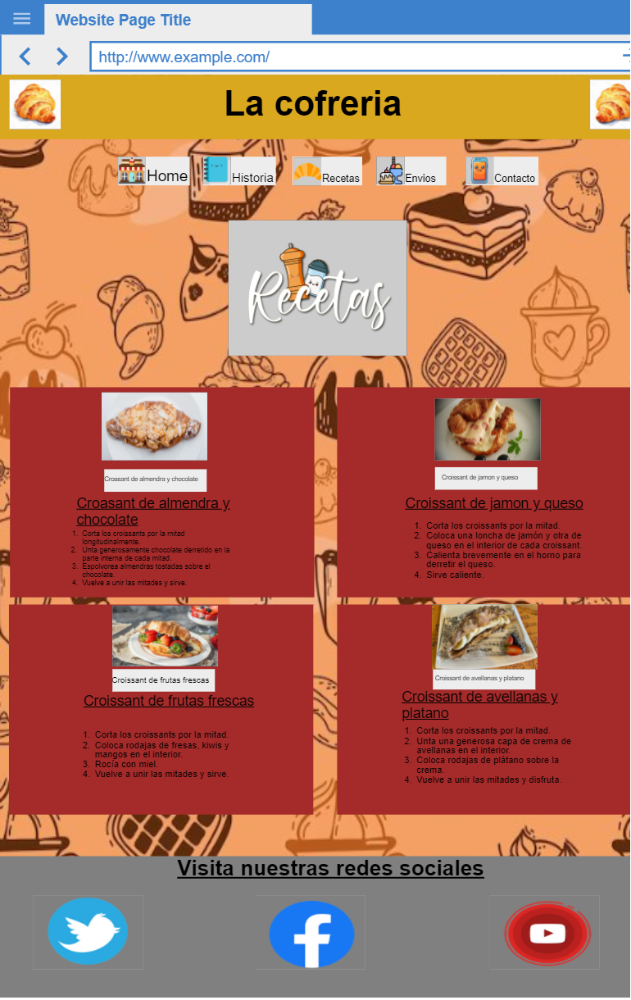 Website Page Title
http://www.example.com/
La cofreria
Home
Historia
Recetas
Envios
Contacto
Recetas
Croasant de almendra y chocolate
Croasant de almendra y
chocolate
1. Corta los croissants por la mitad
longitudinalmente.
2. Unta generosamente chocolate derretido en la
parte interna de cada mitad.
3. Espolvorea almendras tostadas sobre el
chocolate.
4. Vuelve a unir las mitades y sirve.
Croissant de jamon y queso
Croissant de jamon y queso
1. Corta los croissants por la mitad.
2. Coloca una loncha de jamón y otra de
queso en el interior de cada croissant.
3. Calienta brevemente en el horno para
derretir el queso.
4. Sirve caliente.
Croissant de frutas frescas
Croissant de frutas frescas
1. Corta los croissants por la mitad.
2. Coloca rodajas de fresas, kiwis y
mangos en el interior.
3. Rocía con miel.
4. Vuelve a unir las mitades y sirve.
Croissant de avellanas y platano
Croissant de avellanas y
platano
1. Corta los croissants por la mitad.
2. Unta una generosa capa de crema de
avellanas en el interior.
3. Coloca rodajas de plátano sobre la
crema.
4. Vuelve a unir las mitades y disfruta.
Visita nuestras redes sociales